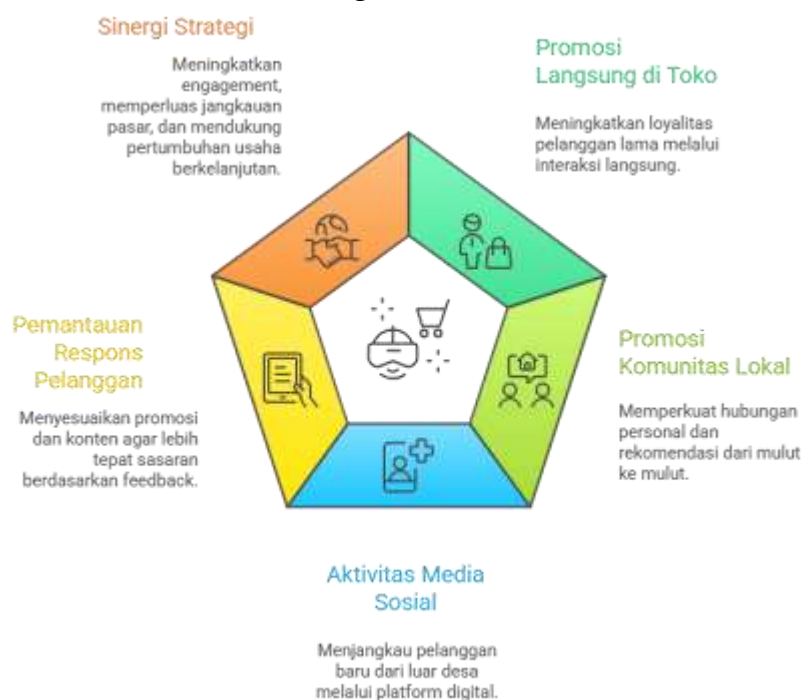 Sinergi Strategi
Meningkatkan
engagement,
memperluas jangkauan
pasar, dan mendukung
pertumbuhan usaha
berkelanjutan.
Promosi
Langsung di Toko
Meningkatkan loyalitas
pelanggan lama melalui
interaksi langsung.
Pemantauan
Respons
Pelanggan
Menyesuaikan promosi
dan konten agar lebih
tepat sasaran
berdasarkan feedback.
Promosi
Komunitas Lokal
Memperkuat hubungan
personal dan
rekomendasi dari mulut
ke mulut.
Aktivitas Media
Sosial
Menjangkau pelanggan
baru dari luar desa
melalui platform digital.